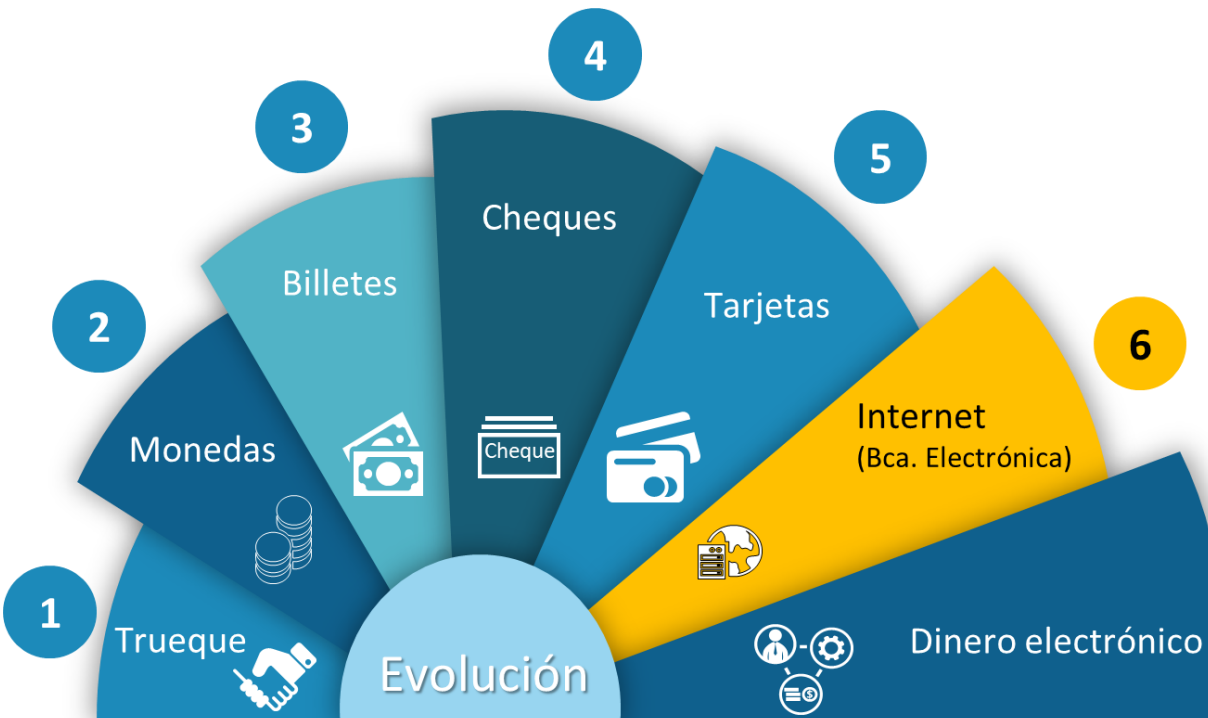 1
Trueque
2
Monedas
3
Billetes
4
Cheques
Cheque
5
Tarjetas
6
Internet
(Bca. Electrónica)
Dinero electrónico
Evolución